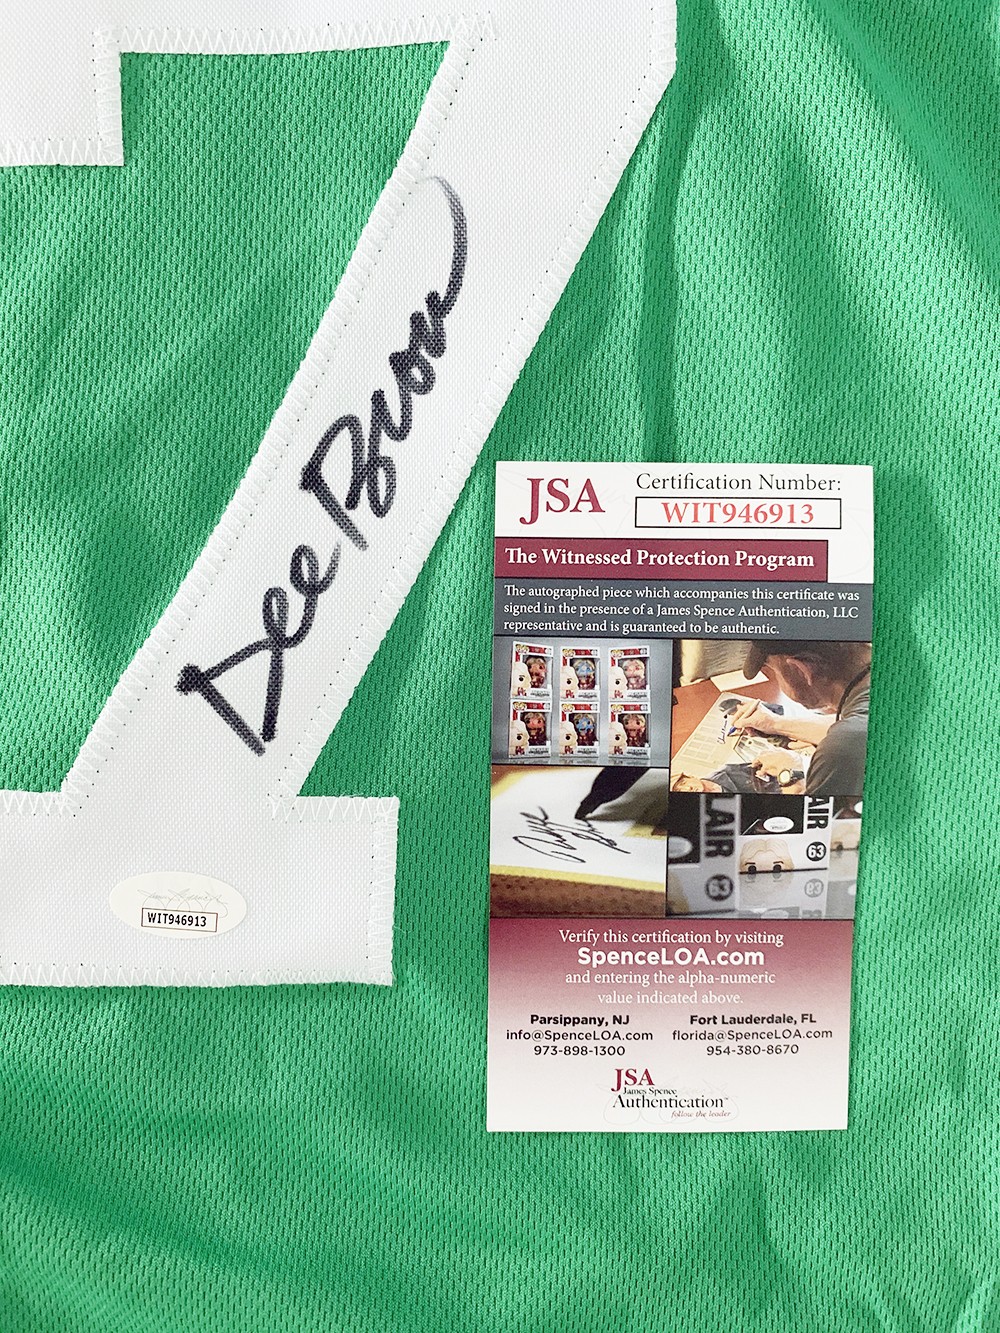 7
Dee Brown
WIT946913
JSA
Certification Number:
WIT946913
The Witnessed Protection Program
The autographed piece which accompanies this certificate was
signed in the presence of a James Spence Authentication, LLC
representative and is guaranteed to be authentic.
LAIR
63
AIR
63
Verify this certification by visiting
SpenceLOA.com
and entering the alpha-numeric
value indicated above.
Parsippany, NJ
info@SpenceLOA.com
973-898-1300
Fort Lauderdale, FL
florida@SpenceLOA.com
954-380-8670
JSA
James Spence
Authentication™
follow the leader